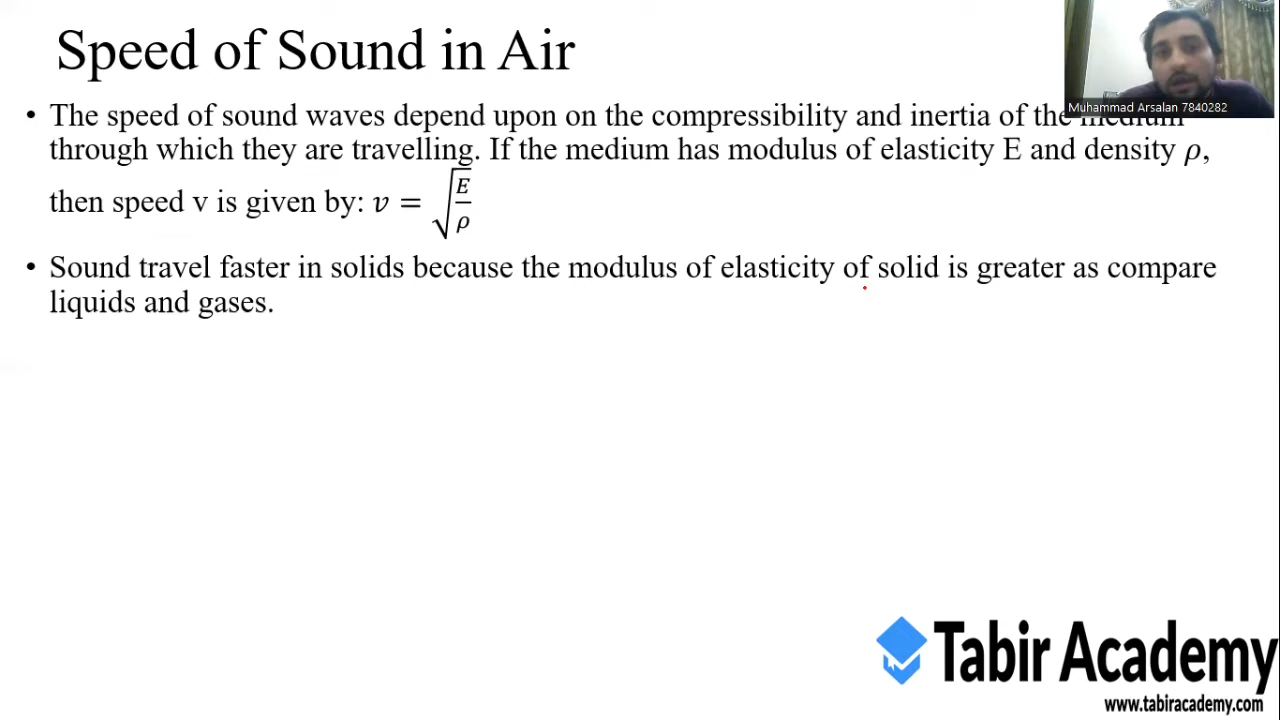 Speed of Sound in Air
Muhammad Arsalan 7840282
• The speed of sound waves depend upon on the compressibility and inertia of the medium
through which they are travelling. If the medium has modulus of elasticity E and density ρ,
then speed v is given by: v = √(E/ρ)
• Sound travel faster in solids because the modulus of elasticity of solid is greater as compare
liquids and gases.
Tabir Academy
www.tabiracademy.com